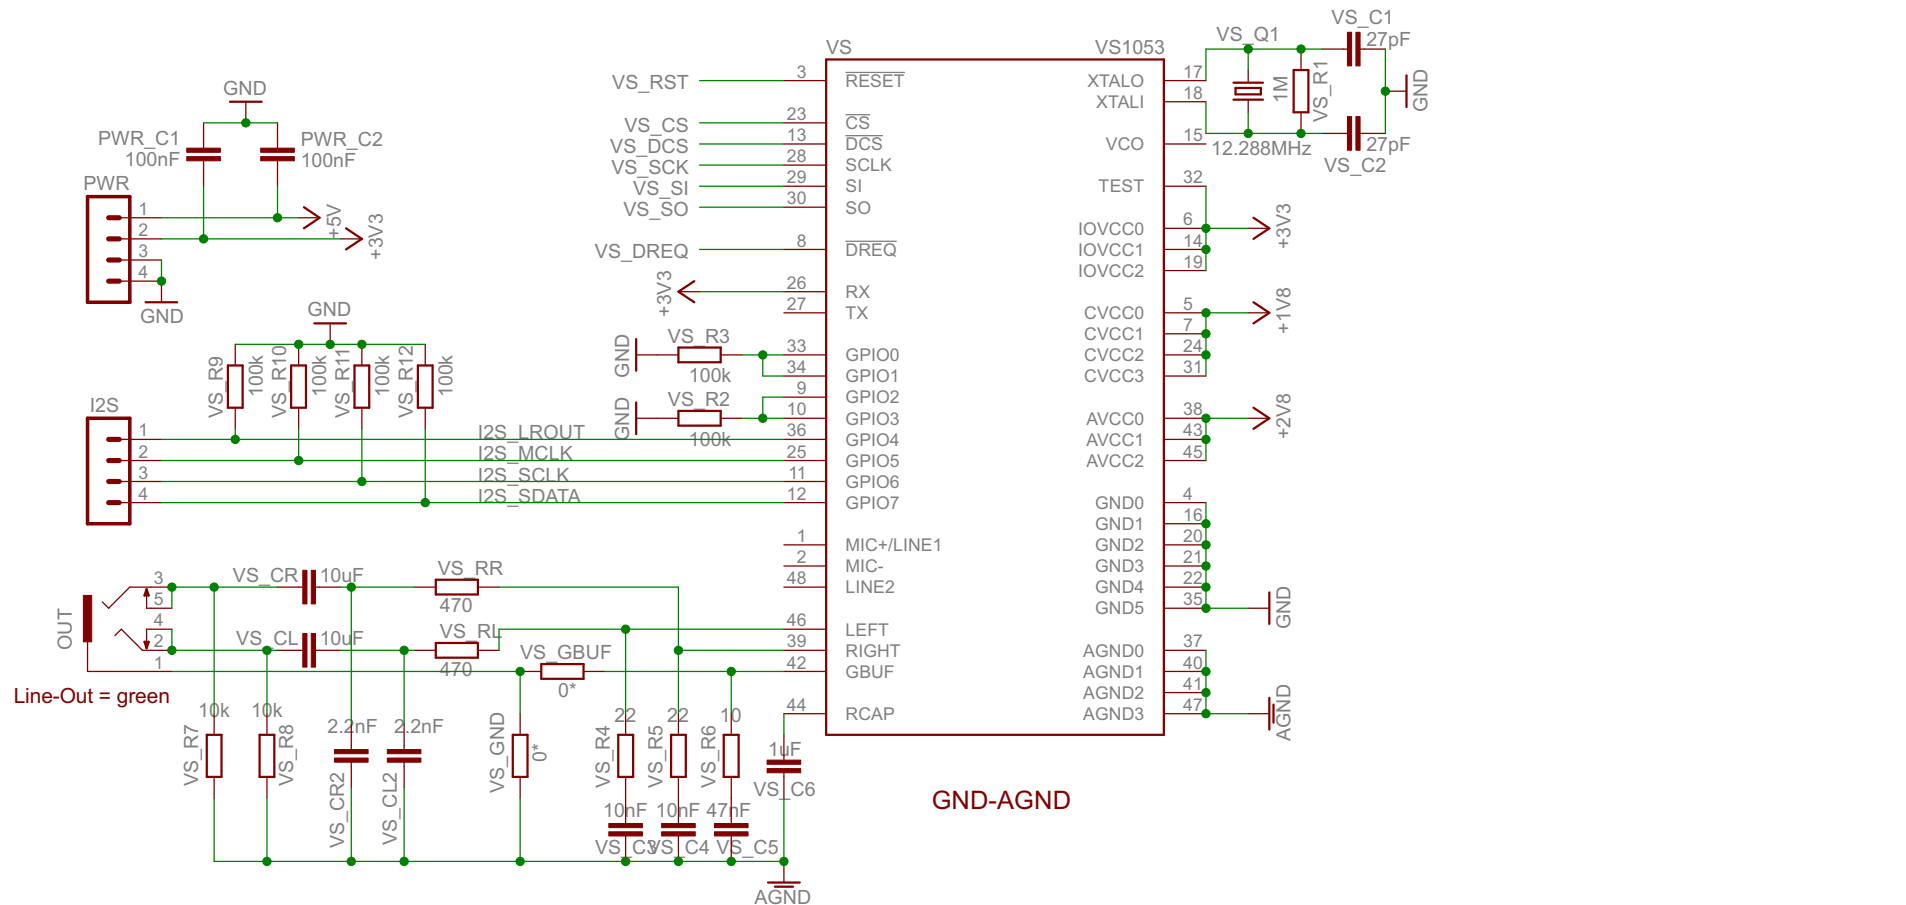 GND
PWR_C1
100nF
PWR_C2
100nF
PWR
1
2
3
4
+5V
+3V3
GND
GND
VS_R9
100k
VS_R10
100k
VS_R11
100k
VS_R12
100k
I2S
1
2
3
4
I2S_LROUT
I2S_MCLK
I2S_SCLK
I2S_SDATA
OUT
3
5
4
2
1
Line-Out = green
VS_CR
10uF
VS_CL
10uF
VS_RR
470
VS_RL
470
VS_GBUF
0*
10k
VS_R7
10k
VS_R8
2.2nF
VS_CR2
2.2nF
VS_CL2
VS_GND
0*
22
VS_R4
10nF
VS_C3
22
VS_R5
10nF
VS_C4
10
VS_R6
47nF
VS_C5
1uF
VS_C6
AGND
VS
VS1053
VS_RST 3 RESET
VS_CS 23 CS
VS_DCS 13 DCS
VS_SCK 28 SCLK
VS_SI 29 SI
VS_SO 30 SO
VS_DREQ 8 DREQ
+3V3 26 RX
27 TX
GND
VS_R3
100k
33 GPIO0
34 GPIO1
GND
VS_R2
100k
9 GPIO2
10 GPIO3
36 GPIO4
25 GPIO5
11 GPIO6
12 GPIO7
1 MIC+/LINE1
2 MIC-
48 LINE2
46 LEFT
39 RIGHT
42 GBUF
44 RCAP
XTALO 17
XTALI 18
VCO 15
TEST 32
IOVCC0 6
IOVCC1 14
IOVCC2 19
+3V3
CVCC0 5
CVCC1 7
CVCC2 24
CVCC3 31
+1V8
AVCC0 38
AVCC1 43
AVCC2 45
+2V8
GND0 4
GND1 16
GND2 20
GND3 21
GND4 22
GND5 35
GND
AGND0 37
AGND1 40
AGND2 41
AGND3 47
AGND
VS_Q1
12.288MHz
1M
VS_R1
VS_C1
27pF
27pF
VS_C2
GND
GND-AGND